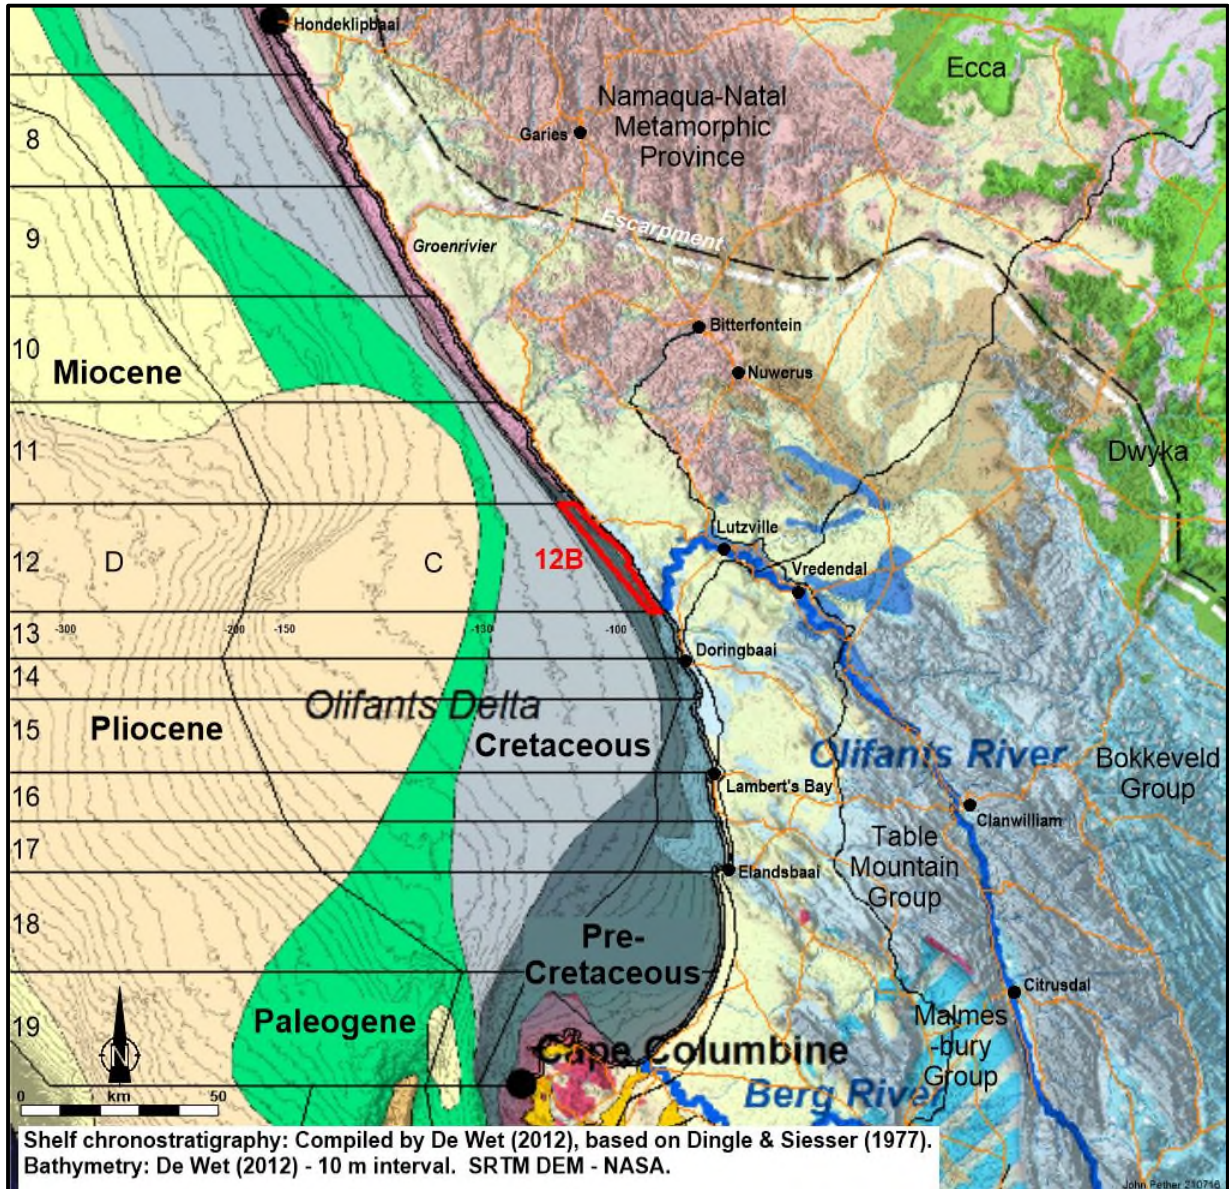 Hondeklipbaai
Ecca
Namaqua-Natal
Metamorphic
Province
Garies
8
9
Groenrivier
Escarpment
Bitterfontein
10
Miocene
Nuwerus
11
Dwyka
Lutzville
12
D
C
12B
Vredendal
13
-300
-200
-150
-130
-100
Doringbaai
14
Olifants Delta
15
Pliocene
Cretaceous
Olifants River
Bokkeveld
Group
16
Lambert's Bay
Clanwilliam
17
Table
Mountain
Group
Elandsbaai
18
Pre-
Cretaceous
Citrusdal
19
Paleogene
Malmes
-bury
Group
N
Cape Columbine
km
0
50
Berg River
Shelf chronostratigraphy: Compiled by De Wet (2012), based on Dingle & Siesser (1977).
Bathymetry: De Wet (2012) - 10 m interval. SRTM DEM - NASA.
John Pether 210716